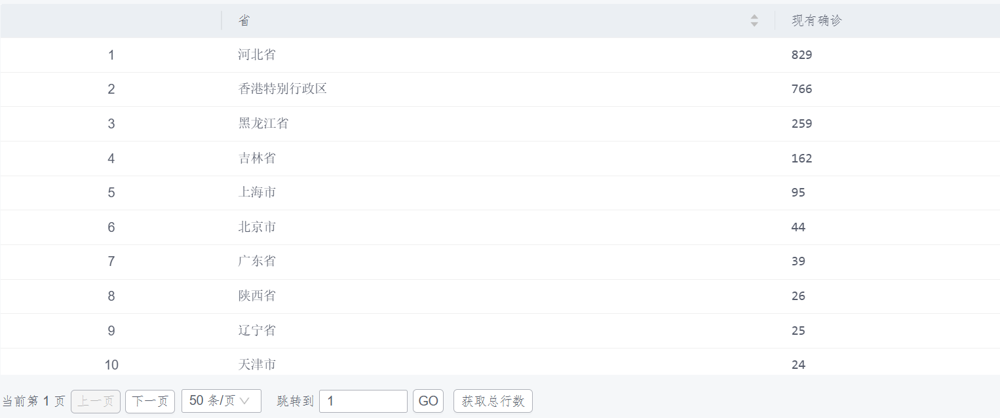 省 现有确诊
1 河北省 829
2 香港特别行政区 766
3 黑龙江省 259
4 吉林省 162
5 上海市 95
6 北京市 44
7 广东省 39
8 陕西省 26
9 辽宁省 25
10 天津市 24
当前第 1 页 上一页 下一页 50 条/页 跳转到 1 GO 获取总行数